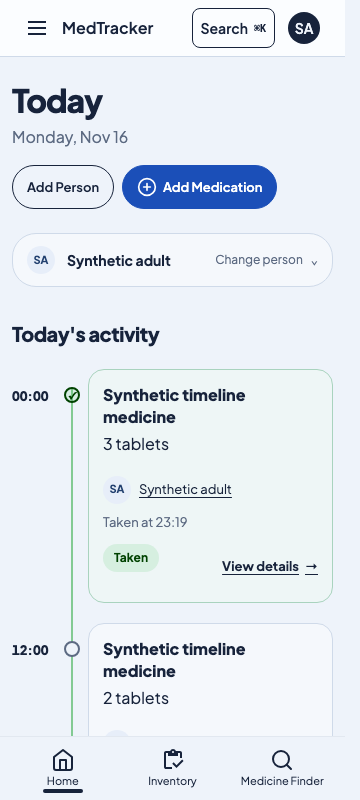 MedTracker
Search ⌘K
SA
Today
Monday, Nov 16
Add Person
Add Medication
SA
Synthetic adult
Change person
Today's activity
00:00
Synthetic timeline
medicine
3 tablets
SA
Synthetic adult
Taken at 23:19
Taken
View details →
12:00
Synthetic timeline
medicine
2 tablets
Home
Inventory
Medicine Finder